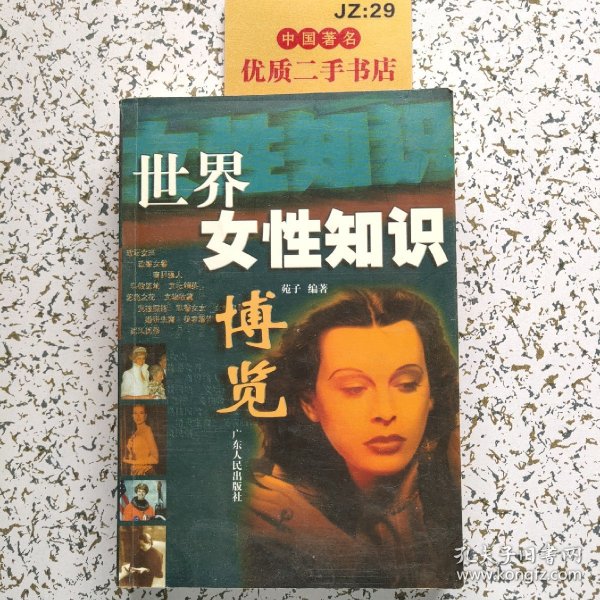 JZ:29
中国著名
优质二手书店
女性知识
世界
女性知识
苑子 编著
博览
广东人民出版社
孔夫子旧书网
www.kongfz.com